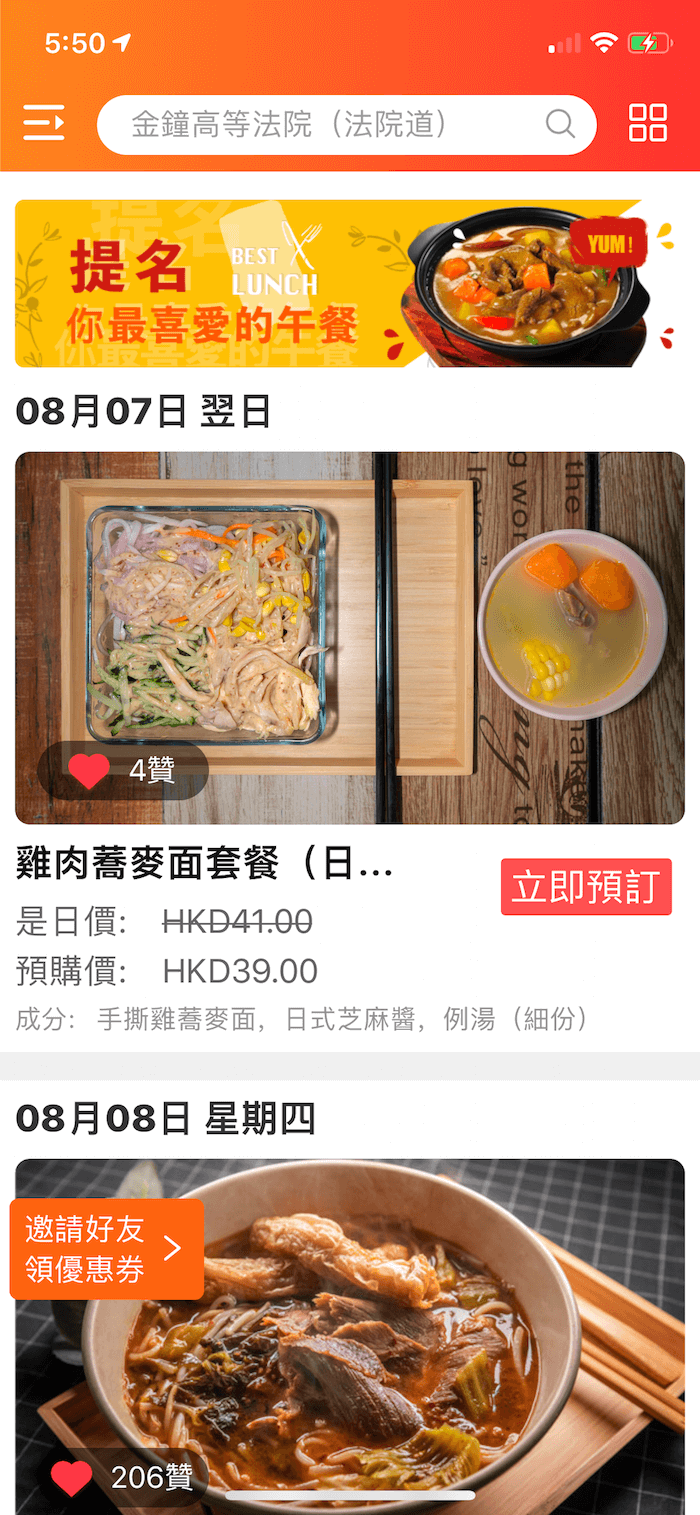 5:50
金鐘高等法院（法院道）
提名
BEST
LUNCH
YUM!
你最喜愛的午餐
08月07日 翌日
4贊
雞肉蕎麥面套餐（日...
立即預訂
是日價: HKD41.00
預購價: HKD39.00
成分: 手撕雞蕎麥面, 日式芝麻醬, 例湯（細份）
08月08日 星期四
邀請好友
領優惠券
206贊